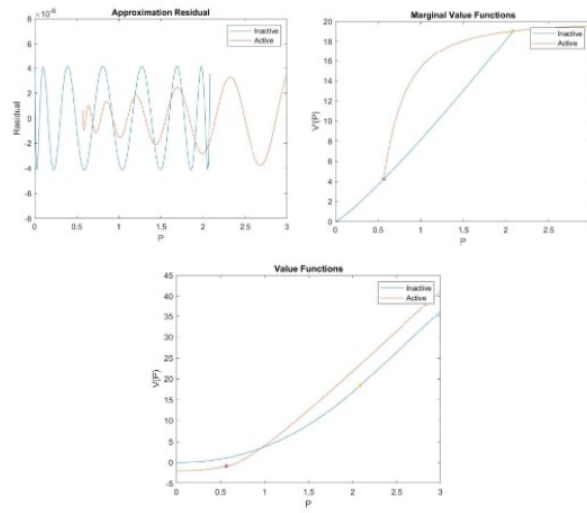 Approximation Residual
8 ×10⁻⁶
6
4
2
0
-2
-4
-6
-8
Residual
0 0.5 1 1.5 2 2.5 3
P
Inactive
Active
Marginal Value Functions
20
18
16
14
12
10
8
6
4
2
0
V'(P)
0 0.5 1 1.5 2 2.5
P
Inactive
Active
Value Functions
45
40
35
30
25
20
15
10
5
0
-5
V(P)
0 0.5 1 1.5 2 2.5 3
P
Inactive
Active